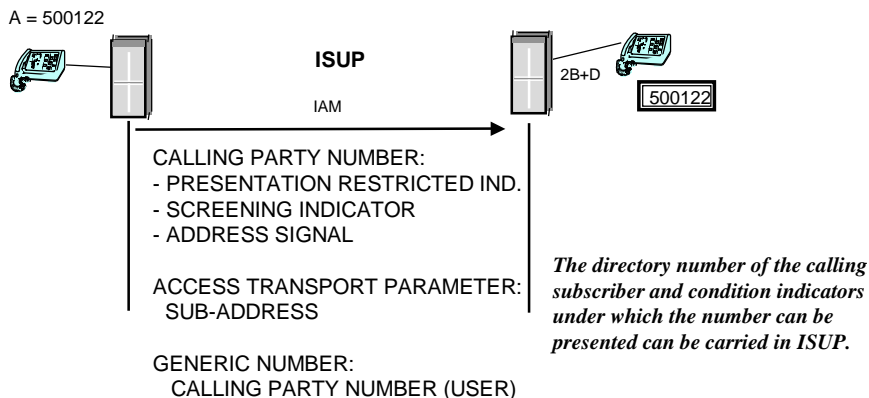 A = 500122
ISUP
2B+D
500122
IAM
CALLING PARTY NUMBER:
- PRESENTATION RESTRICTED IND.
- SCREENING INDICATOR
- ADDRESS SIGNAL
ACCESS TRANSPORT PARAMETER:
SUB-ADDRESS
GENERIC NUMBER:
CALLING PARTY NUMBER (USER)
The directory number of the calling
subscriber and condition indicators
under which the number can be
presented can be carried in ISUP.